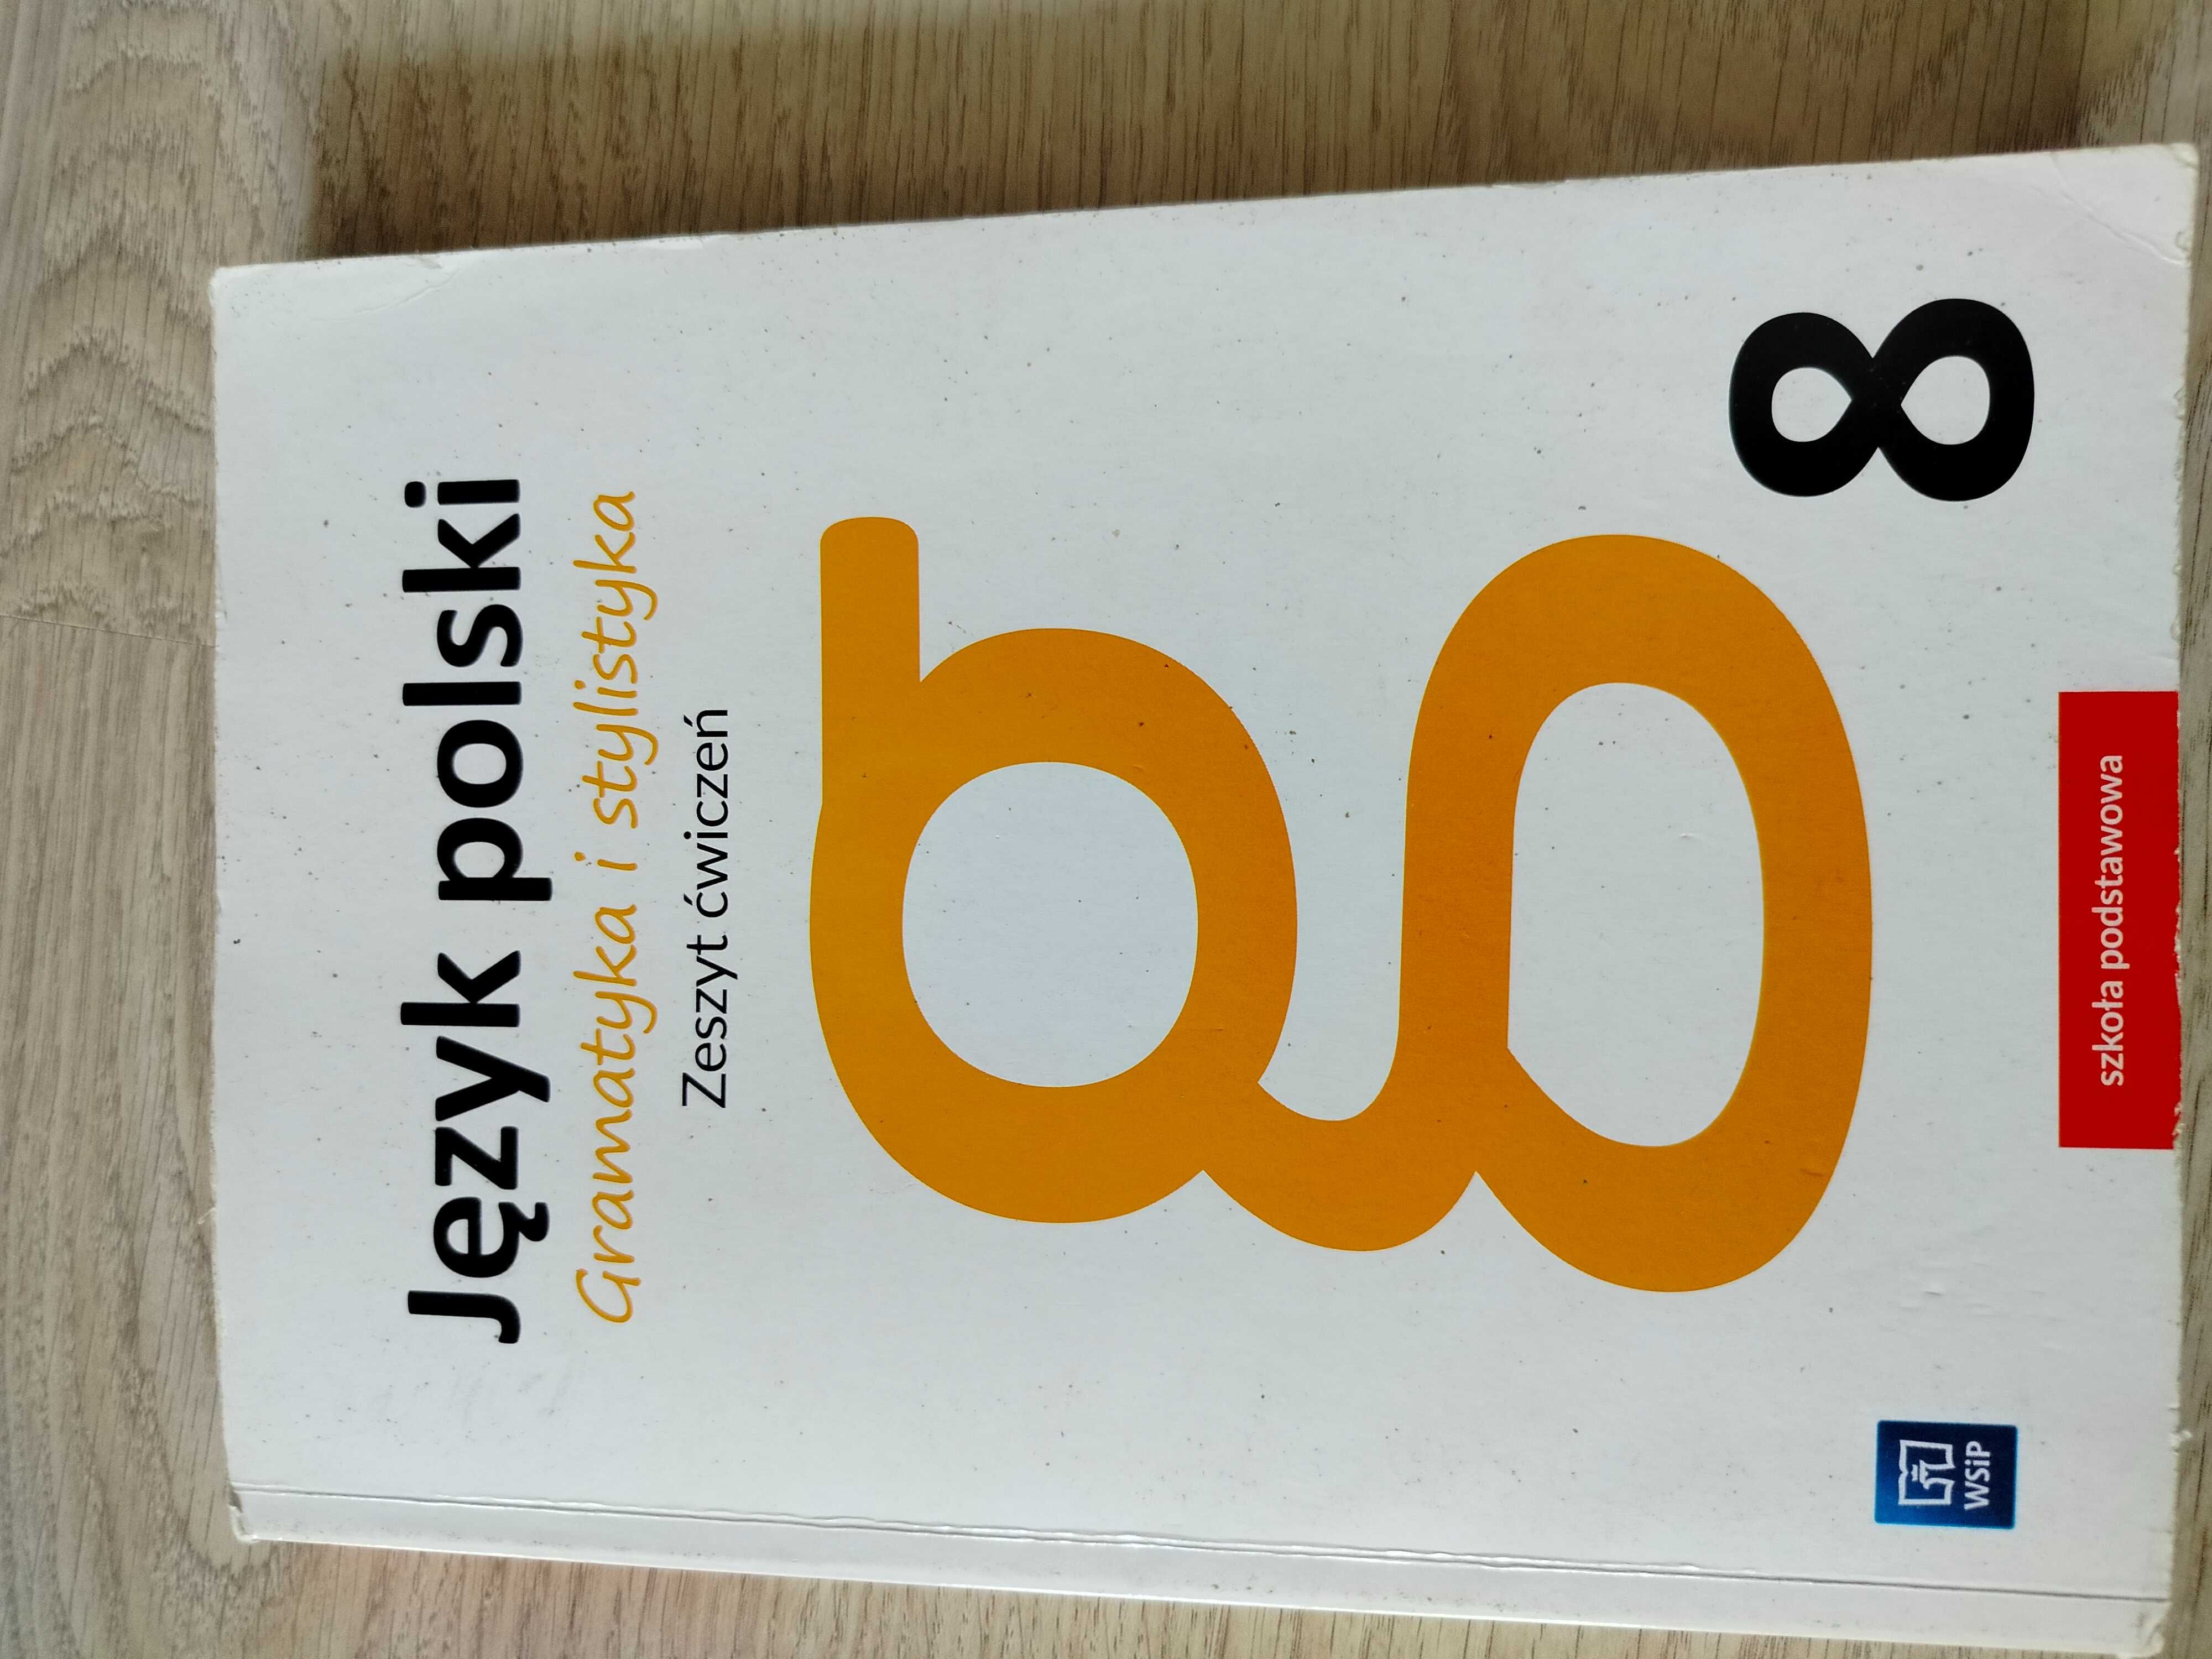 Język polski
Gramatyka i stylistyka
Zeszyt ćwiczeń
g
8
WSiP
szkoła podstawowa